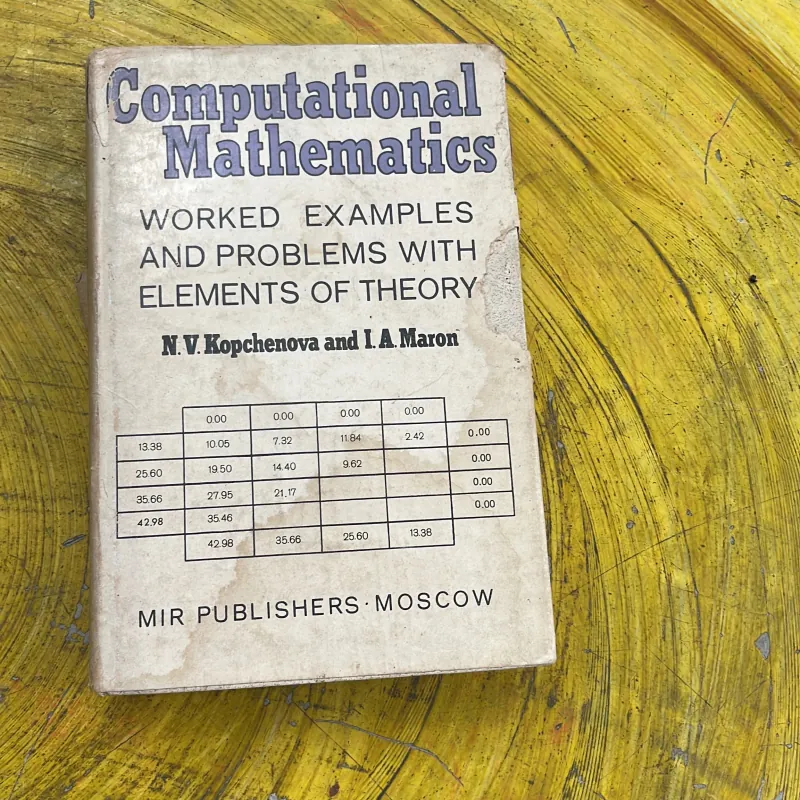 Computational
Mathematics
WORKED EXAMPLES
AND PROBLEMS WITH
ELEMENTS OF THEORY
N. V. Kopchenova and I. A. Maron
0.00 0.00 0.00 0.00
13.38 10.05 7.32 11.84 2.42 0.00
25.60 19.50 14.40 9.62 0.00
35.66 27.95 21.17 0.00
42.98 35.46 0.00
42.98 35.66 25.60 13.38
MIR PUBLISHERS · MOSCOW